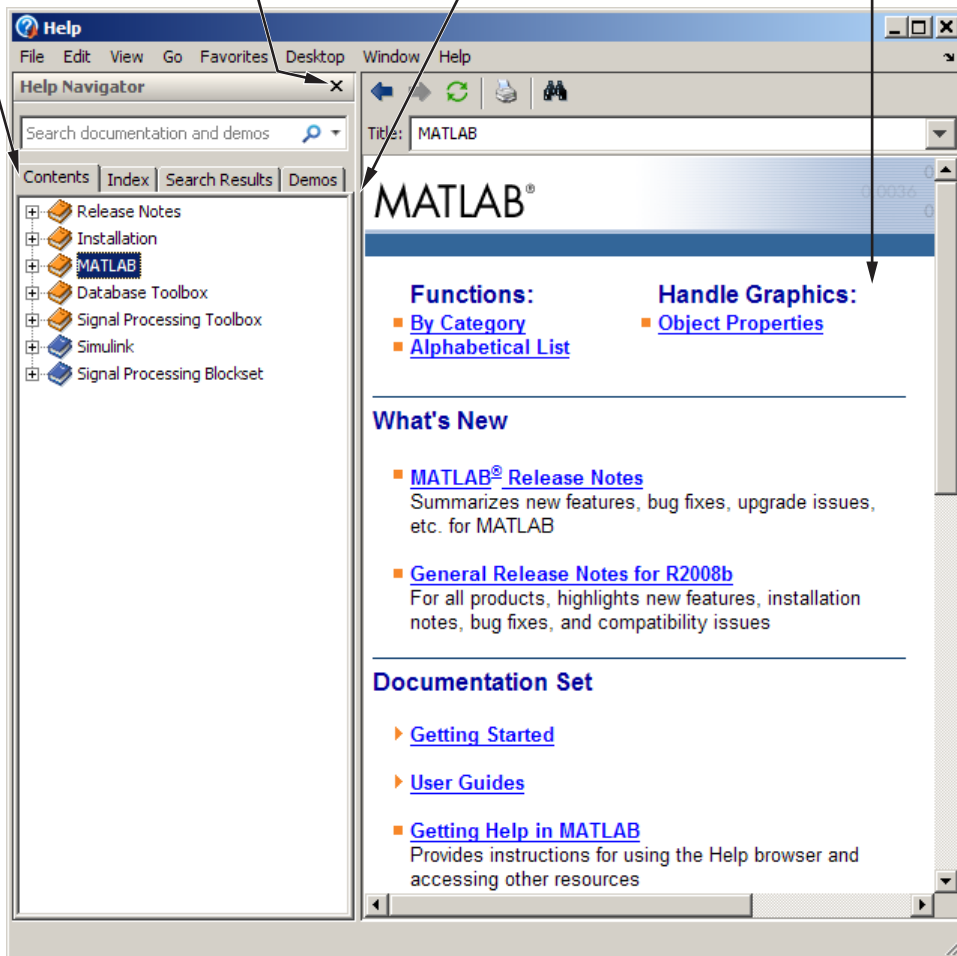 Help
File Edit View Go Favorites Desktop Window Help
Help Navigator
Search documentation and demos
Title: MATLAB
Contents Index Search Results Demos
Release Notes
Installation
MATLAB
Database Toolbox
Signal Processing Toolbox
Simulink
Signal Processing Blockset
MATLAB®
0
0.0036
0
Functions:
By Category
Alphabetical List
Handle Graphics:
Object Properties
What's New
MATLAB® Release Notes
Summarizes new features, bug fixes, upgrade issues,
etc. for MATLAB
General Release Notes for R2008b
For all products, highlights new features, installation
notes, bug fixes, and compatibility issues
Documentation Set
Getting Started
User Guides
Getting Help in MATLAB
Provides instructions for using the Help browser and
accessing other resources